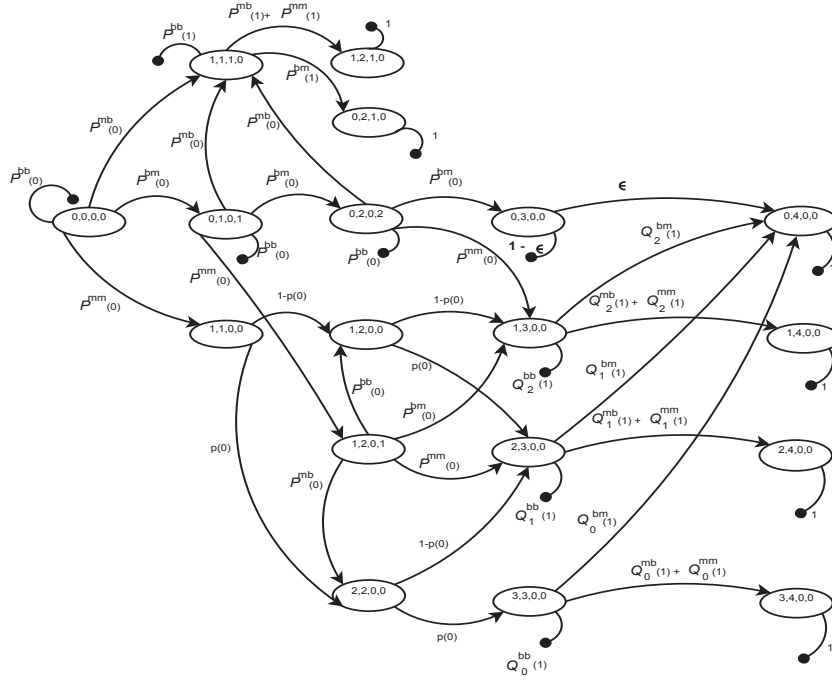 P^{mb}(1)+ P^{mm}(1)
1
P^{bb}(1)
1,1,1,0
1,2,1,0
P^{bm}(1)
P^{mb}(0)
P^{mb}(0)
P^{mb}(0)
0,2,1,0
1
P^{bb}(0)
P^{bm}(0)
P^{bm}(0)
P^{bm}(0)
ϵ
0,0,0,0
0,1,0,1
0,2,0,2
0,3,0,0
0,4,0,0
P^{bb}(0)
P^{bb}(0)
1 - ϵ
Q_2^{bm}(1)
1
P^{mm}(0)
P^{mm}(0)
P^{mm}(0)
1-p(0)
1-p(0)
Q_2^{mb}(1)+ Q_2^{mm}(1)
1,1,0,0
1,2,0,0
1,3,0,0
1,4,0,0
p(0)
Q_2^{bb}(1)
Q_1^{bm}(1)
1
P^{bb}(0)
P^{bm}(0)
Q_1^{mb}(1)+ Q_1^{mm}(1)
p(0)
1,2,0,1
2,3,0,0
2,4,0,0
P^{mm}(0)
P^{mb}(0)
Q_1^{bb}(1)
Q_0^{bm}(1)
1
1-p(0)
Q_0^{mb}(1)+ Q_0^{mm}(1)
2,2,0,0
3,3,0,0
3,4,0,0
p(0)
Q_0^{bb}(1)
1